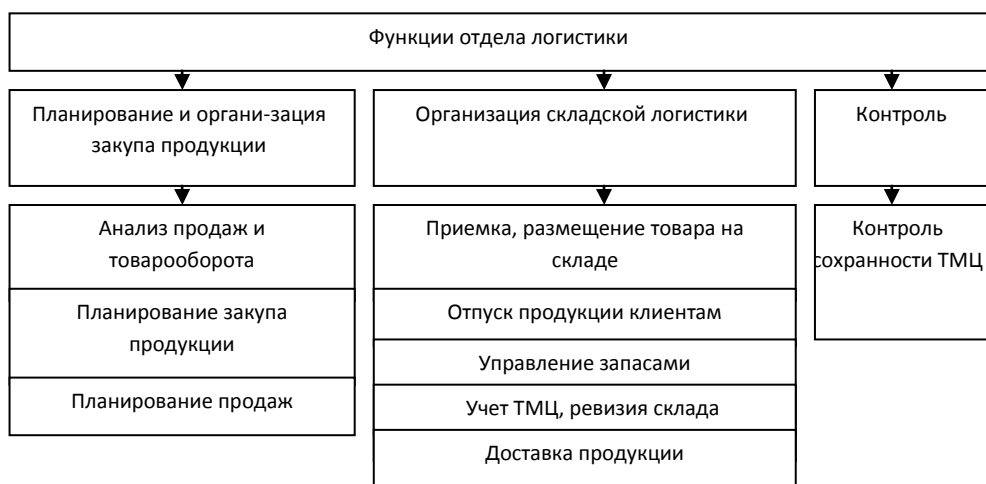 Функции отдела логистики
Планирование и органи-зация
закупа продукции
Организация складской логистики
Контроль
Анализ продаж и
товарооборота
Планирование закупа
продукции
Планирование продаж
Приемка, размещение товара на
складе
Отпуск продукции клиентам
Управление запасами
Учет ТМЦ, ревизия склада
Доставка продукции
Контроль
сохранности ТМЦ